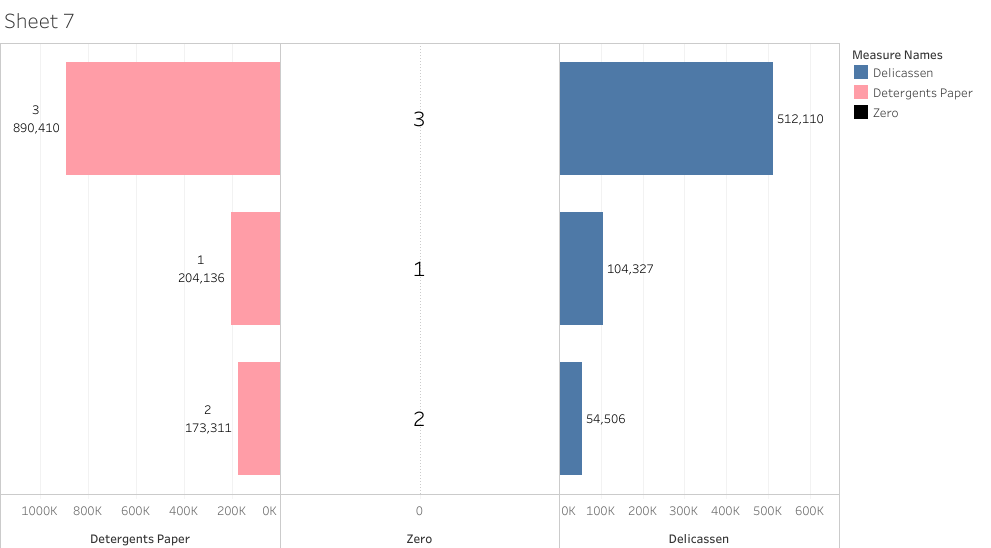 Sheet 7
Measure Names
Delicassen
Detergents Paper
Zero
3
890,410
3
512,110
1
204,136
1
104,327
2
173,311
2
54,506
1000K 800K 600K 400K 200K 0K
0
0K 100K 200K 300K 400K 500K 600K
Detergents Paper
Zero
Delicassen